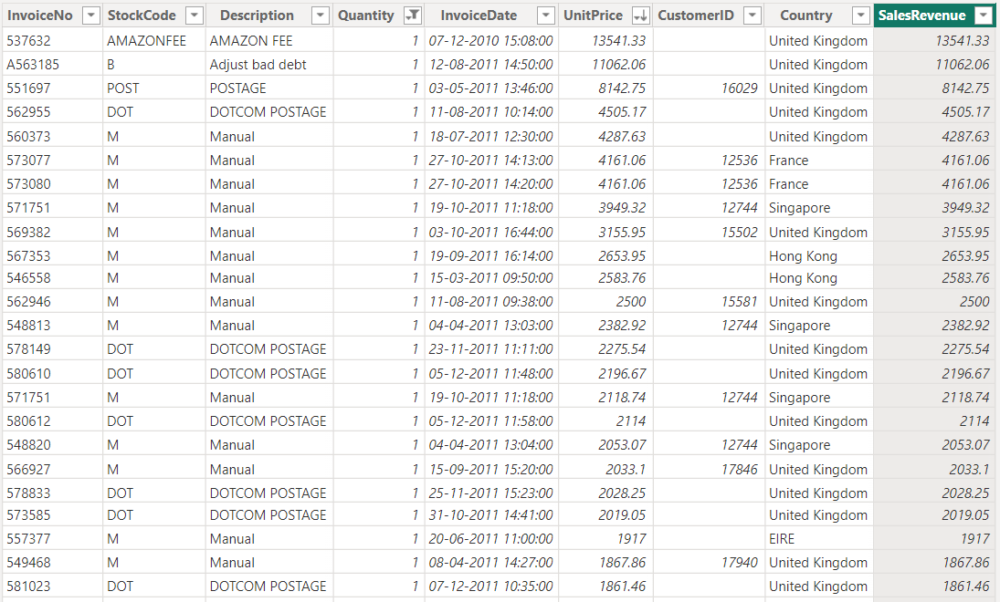 InvoiceNo StockCode Description Quantity InvoiceDate UnitPrice CustomerID Country SalesRevenue
537632 AMAZONFEE AMAZON FEE 1 07-12-2010 15:08:00 13541.33 United Kingdom 13541.33
A563185 B Adjust bad debt 1 12-08-2011 14:50:00 11062.06 United Kingdom 11062.06
551697 POST POSTAGE 1 03-05-2011 13:46:00 8142.75 16029 United Kingdom 8142.75
562955 DOT DOTCOM POSTAGE 1 11-08-2011 10:14:00 4505.17 United Kingdom 4505.17
560373 M Manual 1 18-07-2011 12:30:00 4287.63 United Kingdom 4287.63
573077 M Manual 1 27-10-2011 14:13:00 4161.06 12536 France 4161.06
573080 M Manual 1 27-10-2011 14:20:00 4161.06 12536 France 4161.06
571751 M Manual 1 19-10-2011 11:18:00 3949.32 12744 Singapore 3949.32
569382 M Manual 1 03-10-2011 16:44:00 3155.95 15502 United Kingdom 3155.95
567353 M Manual 1 19-09-2011 16:14:00 2653.95 Hong Kong 2653.95
546558 M Manual 1 15-03-2011 09:50:00 2583.76 Hong Kong 2583.76
562946 M Manual 1 11-08-2011 09:38:00 2500 15581 United Kingdom 2500
548813 M Manual 1 04-04-2011 13:03:00 2382.92 12744 Singapore 2382.92
578149 DOT DOTCOM POSTAGE 1 23-11-2011 11:11:00 2275.54 United Kingdom 2275.54
580610 DOT DOTCOM POSTAGE 1 05-12-2011 11:48:00 2196.67 United Kingdom 2196.67
571751 M Manual 1 19-10-2011 11:18:00 2118.74 12744 Singapore 2118.74
580612 DOT DOTCOM POSTAGE 1 05-12-2011 11:58:00 2114 United Kingdom 2114
548820 M Manual 1 04-04-2011 13:04:00 2053.07 12744 Singapore 2053.07
566927 M Manual 1 15-09-2011 15:20:00 2033.1 17846 United Kingdom 2033.1
578833 DOT DOTCOM POSTAGE 1 25-11-2011 15:23:00 2028.25 United Kingdom 2028.25
573585 DOT DOTCOM POSTAGE 1 31-10-2011 14:41:00 2019.05 United Kingdom 2019.05
557377 M Manual 1 20-06-2011 11:00:00 1917 EIRE 1917
549468 M Manual 1 08-04-2011 14:27:00 1867.86 17940 United Kingdom 1867.86
581023 DOT DOTCOM POSTAGE 1 07-12-2011 10:35:00 1861.46 United Kingdom 1861.46